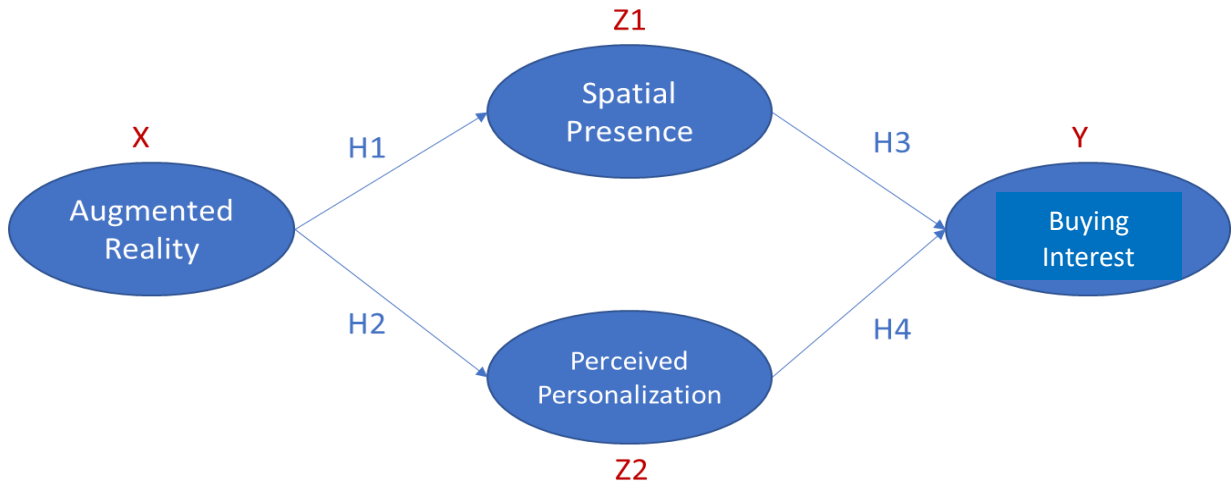 Z1
Spatial
Presence
X
H1
H3
Y
Augmented
Reality
Buying
Interest
H2
H4
Perceived
Personalization
Z2